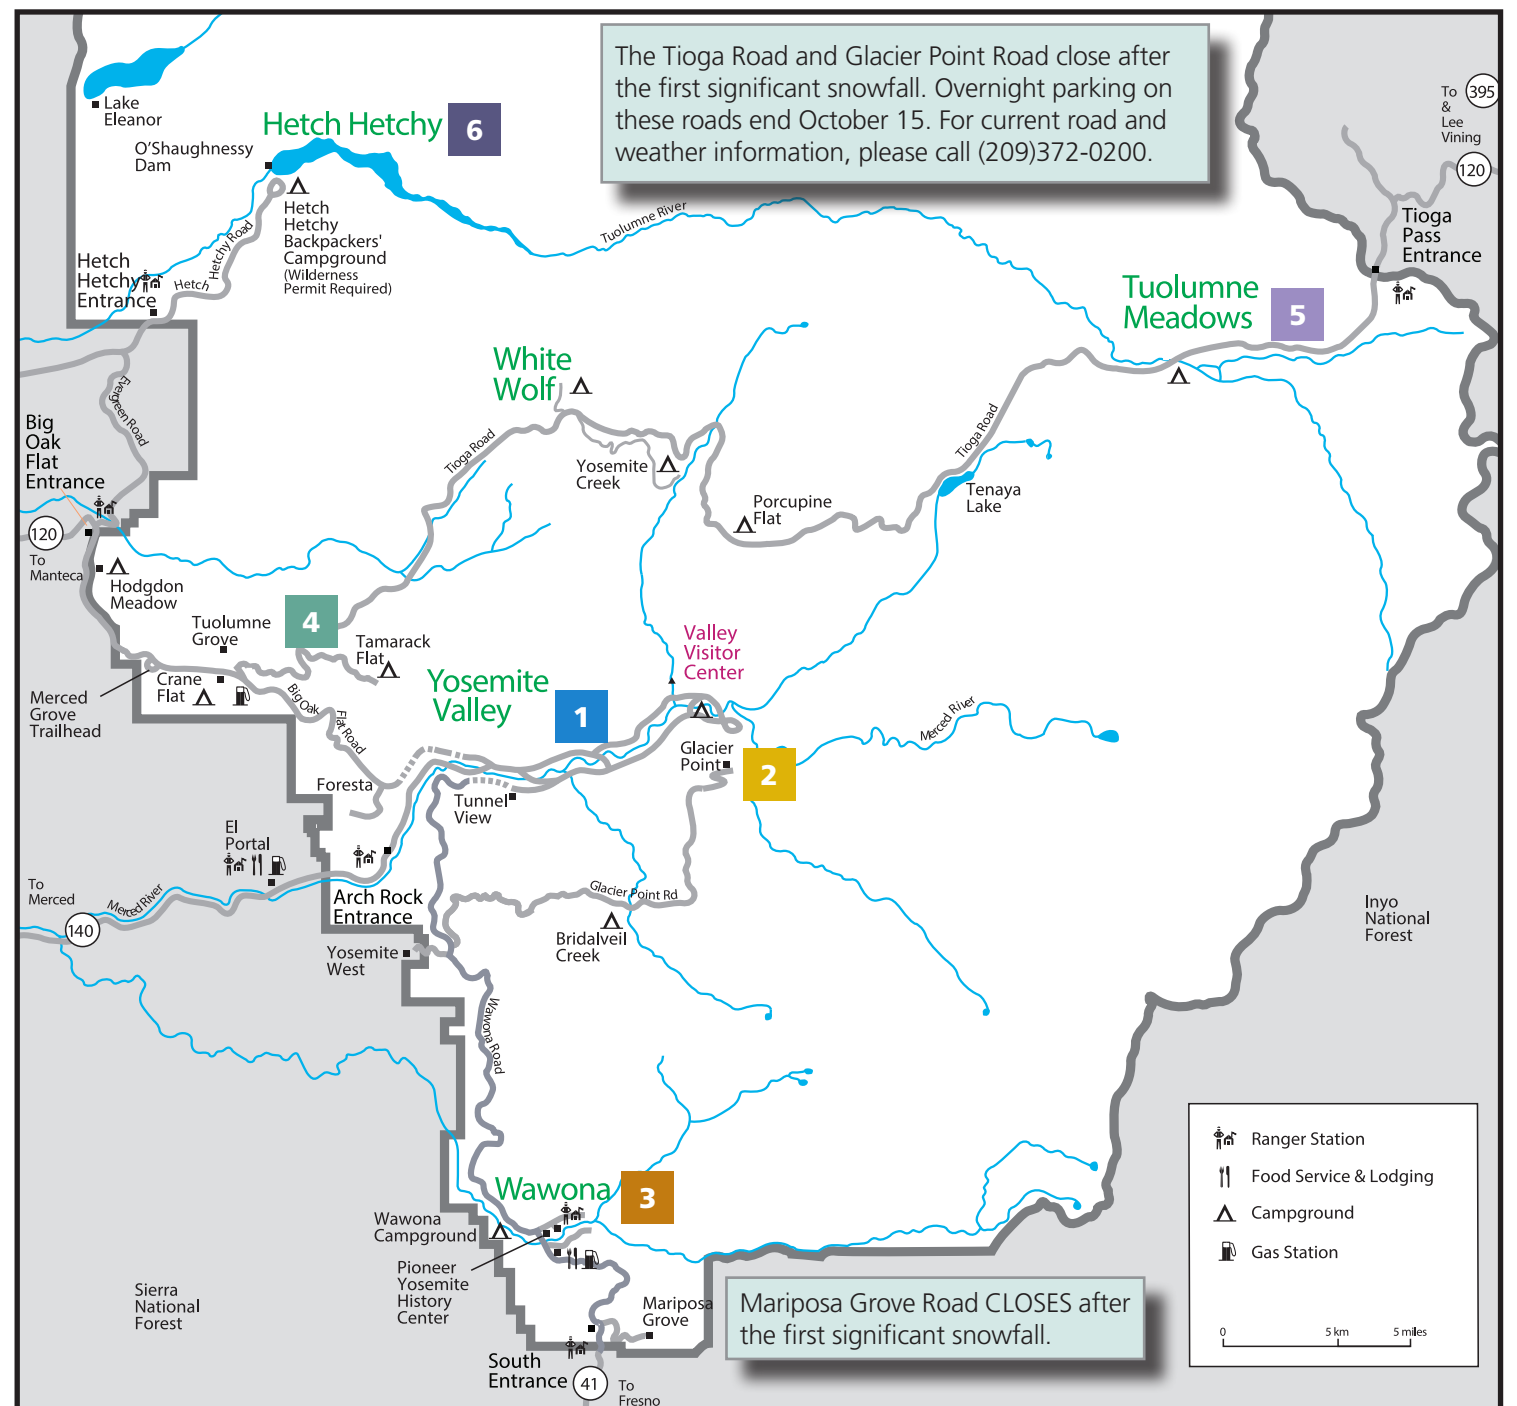 The Tioga Road and Glacier Point Road close after
the first significant snowfall. Overnight parking on
these roads end October 15. For current road and
weather information, please call (209)372-0200.
To
&
Lee
Vining
395
120
Lake
Eleanor
Hetch Hetchy
6
O'Shaughnessy
Dam
Hetch
Hetchy
Backpackers'
Campground
(Wilderness
Permit Required)
Hetch Hetchy Road
Hetch
Hetchy
Entrance
Tuolumne River
Tioga
Pass
Entrance
Tuolumne
Meadows
5
White
Wolf
Evergreen Road
Big
Oak
Flat
Entrance
120
To
Manteca
Tioga Road
Yosemite
Creek
Porcupine
Flat
Tioga Road
Tenaya
Lake
Hodgdon
Meadow
Tuolumne
Grove
4
Tamarack
Flat
Crane
Flat
Merced
Grove
Trailhead
Big Oak
Flat Road
Yosemite
Valley
1
Valley
Visitor
Center
Merced River
Glacier
Point
2
Foresta
Tunnel
View
El
Portal
To
Merced
Merced River
140
Arch Rock
Entrance
Glacier Point Rd
Bridalveil
Creek
Yosemite
West
Inyo
National
Forest
Wawona Road
Wawona
3
Wawona
Campground
Pioneer
Yosemite
History
Center
Sierra
National
Forest
Mariposa
Grove
South
Entrance
41
To
Fresno
Mariposa Grove Road CLOSES after
the first significant snowfall.
Ranger Station
Food Service & Lodging
Campground
Gas Station
0
5 km
5 miles